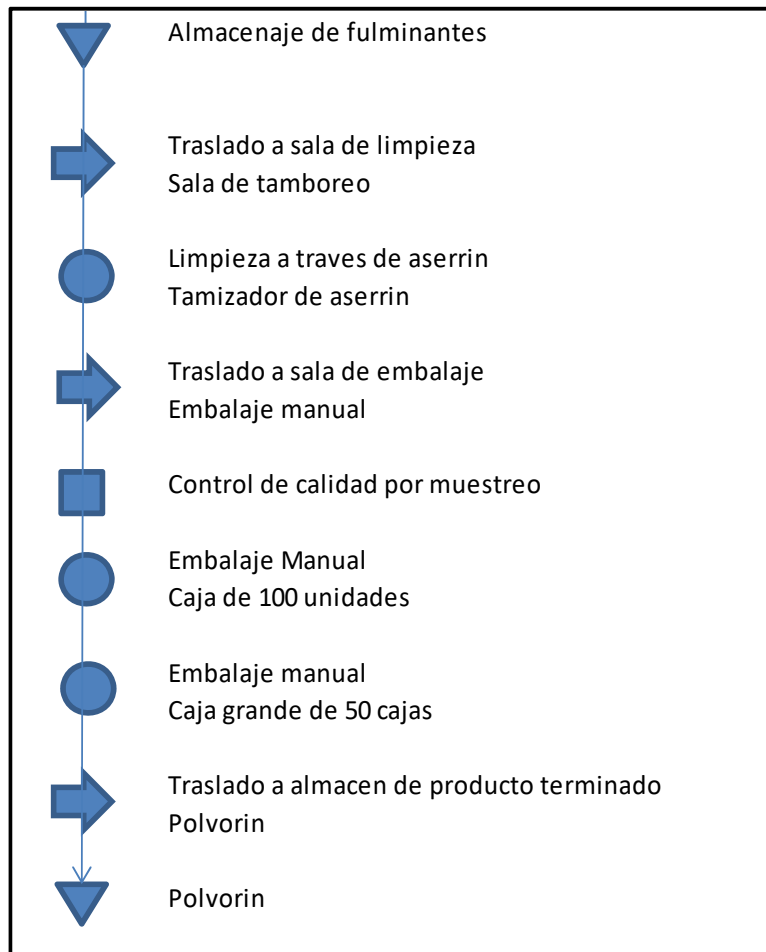 Almacenaje de fulminantes
Traslado a sala de limpieza
Sala de tamboreo
Limpieza a traves de aserrin
Tamizador de aserrin
Traslado a sala de embalaje
Embalaje manual
Control de calidad por muestreo
Embalaje Manual
Caja de 100 unidades
Embalaje manual
Caja grande de 50 cajas
Traslado a almacen de producto terminado
Polvorin
Polvorin